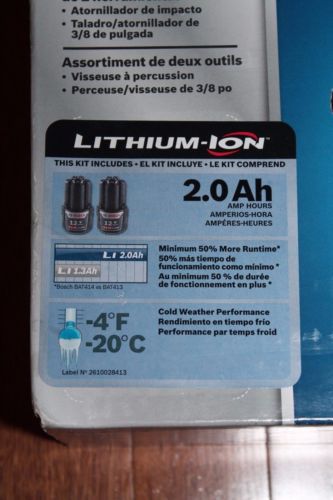 • Atornillador de impacto
• Taladro/atornillador de
3/8 de pulgada
Assortiment de deux outils
• Visseuse à percussion
• Perceuse/visseuse de 3/8 po
LITHIUM-ION
THIS KIT INCLUDES • EL KIT INCLUYE • LE KIT COMPREND
2.0 Ah
AMP HOURS
AMPERIOS-HORA
AMPÈRES-HEURES
Li 2.0Ah
Li 1.3Ah
*Bosch BAT414 vs BAT413
Minimum 50% More Runtime*
50% más tiempo de
funcionamiento como mínimo *
Au minimum 50 % de durée
de fonctionnement en plus *
-4°F
-20°C
Cold Weather Performance
Rendimiento en tiempo frío
Performance par temps froid
Label Nº 2610028413